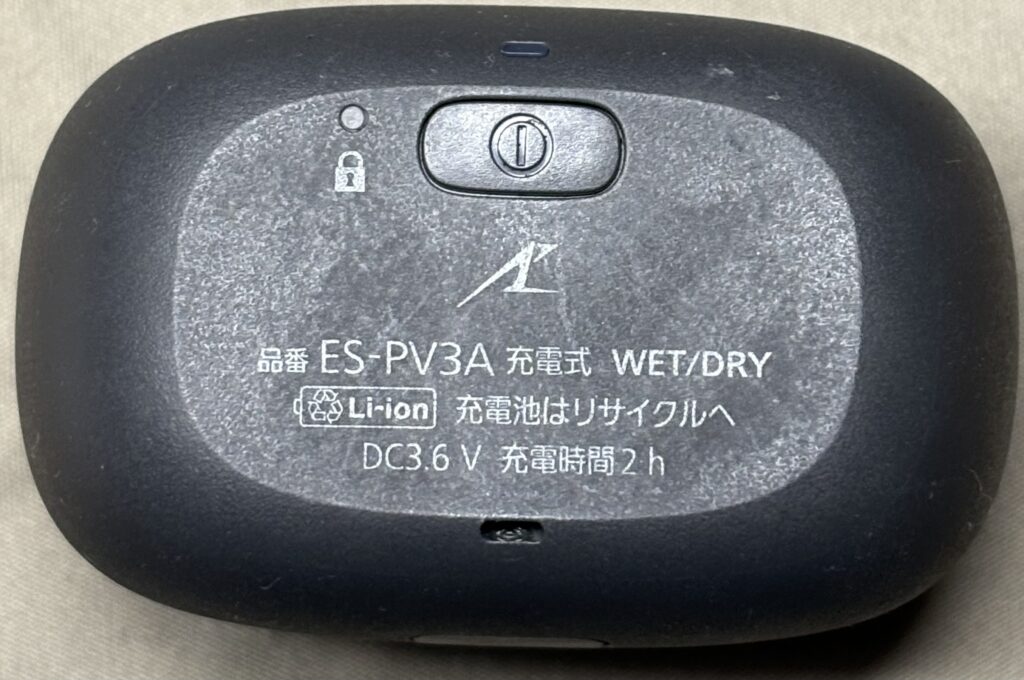 品番 ES-PV3A 充電式 WET/DRY
Li-ion 充電池はリサイクルへ
DC3.6 V 充電時間2h